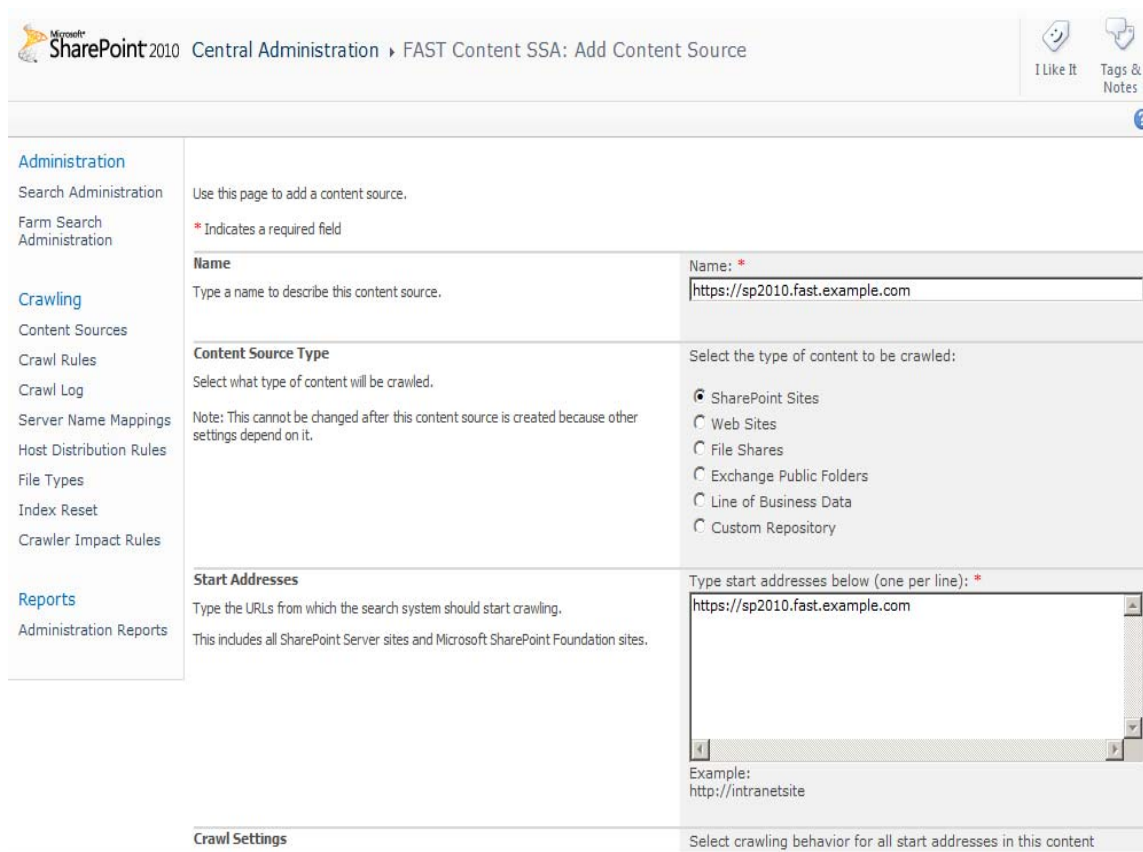 Microsoft
SharePoint 2010 Central Administration ▸ FAST Content SSA: Add Content Source
I Like It
Tags &
Notes
Administration
Search Administration
Farm Search
Administration
Crawling
Content Sources
Crawl Rules
Crawl Log
Server Name Mappings
Host Distribution Rules
File Types
Index Reset
Crawler Impact Rules
Reports
Administration Reports
Use this page to add a content source.
* Indicates a required field
Name
Type a name to describe this content source.
Name: *
https://sp2010.fast.example.com
Content Source Type
Select what type of content will be crawled.
Note: This cannot be changed after this content source is created because other
settings depend on it.
Select the type of content to be crawled:
SharePoint Sites
Web Sites
File Shares
Exchange Public Folders
Line of Business Data
Custom Repository
Start Addresses
Type the URLs from which the search system should start crawling.
This includes all SharePoint Server sites and Microsoft SharePoint Foundation sites.
Type start addresses below (one per line): *
https://sp2010.fast.example.com
Example:
http://intranetsite
Crawl Settings
Select crawling behavior for all start addresses in this content